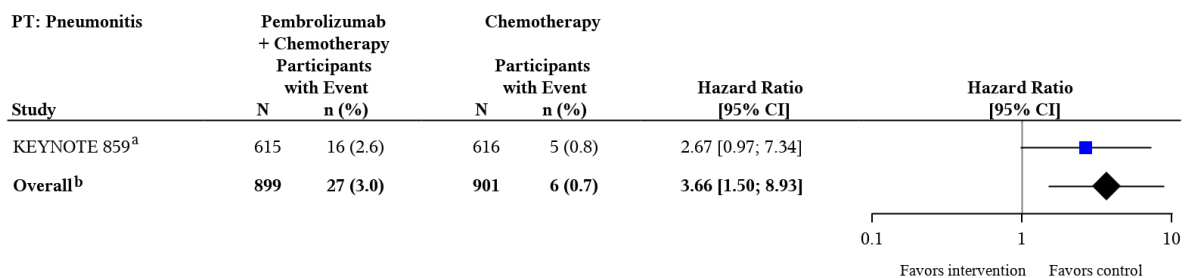 PT: Pneumonitis Pembrolizumab Chemotherapy
+ Chemotherapy
Participants Participants
with Event with Event Hazard Ratio Hazard Ratio
Study N n (%) N n (%) [95% CI] [95% CI]
KEYNOTE 859a 615 16 (2.6) 616 5 (0.8) 2.67 [0.97; 7.34]
Overallb 899 27 (3.0) 901 6 (0.7) 3.66 [1.50; 8.93]
0.1 1 10
Favors intervention Favors control